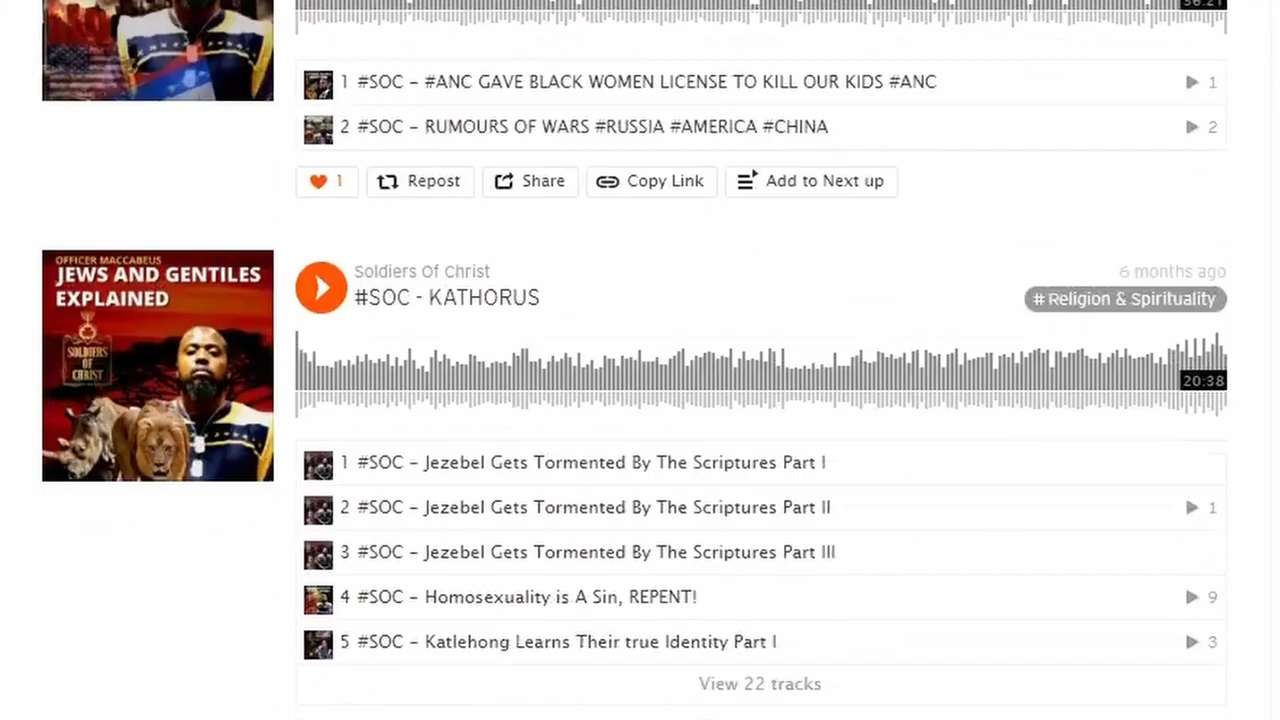 56:21
1 #SOC - #ANC GAVE BLACK WOMEN LICENSE TO KILL OUR KIDS #ANC 1
2 #SOC - RUMOURS OF WARS #RUSSIA #AMERICA #CHINA 2
1 Repost Share Copy Link Add to Next up
OFFICER MACCABEUS
JEWS AND GENTILES
EXPLAINED
SOLDIERS
OF
CHRIST
Soldiers Of Christ 6 months ago
#SOC - KATHORUS
# Religion & Spirituality
20:38
1 #SOC - Jezebel Gets Tormented By The Scriptures Part I
2 #SOC - Jezebel Gets Tormented By The Scriptures Part II 1
3 #SOC - Jezebel Gets Tormented By The Scriptures Part III
4 #SOC - Homosexuality is A Sin, REPENT! 9
5 #SOC - Katlehong Learns Their true Identity Part I 3
View 22 tracks